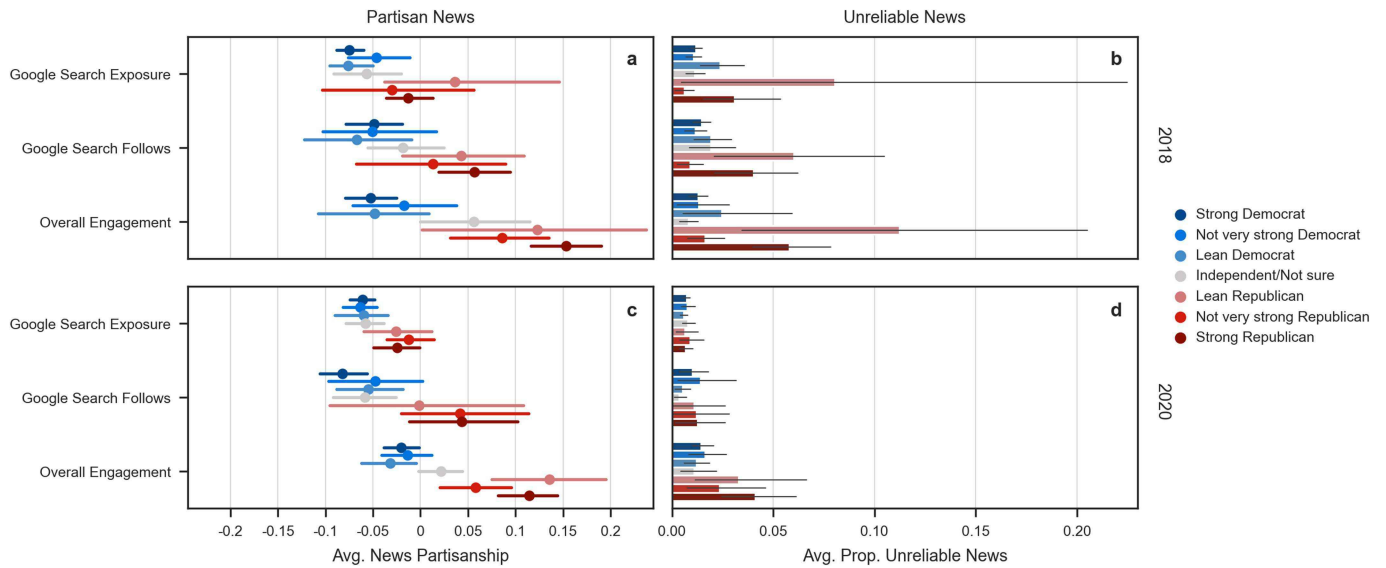 Partisan News
Unreliable News
a
b
Google Search Exposure
Google Search Follows
Overall Engagement
2018
c
d
Google Search Exposure
Google Search Follows
Overall Engagement
2020
-0.2 -0.15 -0.1 -0.05 0 0.05 0.1 0.15 0.2
0.00 0.05 0.10 0.15 0.20
Avg. News Partisanship
Avg. Prop. Unreliable News
Strong Democrat
Not very strong Democrat
Lean Democrat
Independent/Not sure
Lean Republican
Not very strong Republican
Strong Republican